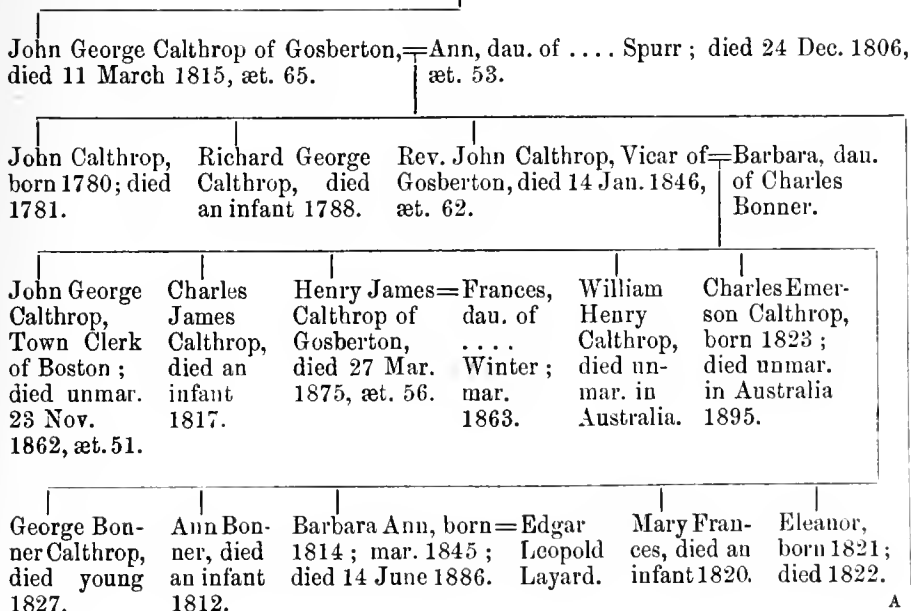 John George Calthrop of Gosberton,=Ann, dau. of .... Spurr ; died 24 Dec. 1806,
died 11 March 1815, æt. 65.
æt. 53.
John Calthrop,
born 1780; died
1781.
Richard George
Calthrop, died
an infant 1788.
Rev. John Calthrop, Vicar of=
Gosberton, died 14 Jan. 1846,
æt. 62.
Barbara, dau.
of Charles
Bonner.
John George
Calthrop,
Town Clerk
of Boston ;
died unmar.
23 Nov.
1862, æt. 51.
Charles
James
Calthrop,
died an
infant
1817.
Henry James=
Calthrop of
Gosberton,
died 27 Mar.
1875, æt. 56.
Frances,
dau. of
....
Winter ;
mar.
1863.
William
Henry
Calthrop,
died un-
mar. in
Australia.
Charles Emer-
son Calthrop,
born 1823 ;
died unmar.
in Australia
1895.
George Bon-
ner Calthrop,
died young
1827.
Ann Bon-
ner, died
an infant
1812.
Barbara Ann, born=
1814 ; mar. 1845 ;
died 14 June 1886.
Edgar
Leopold
Layard.
Mary Fran-
ces, died an
infant 1820.
Eleanor,
born 1821;
died 1822.
A